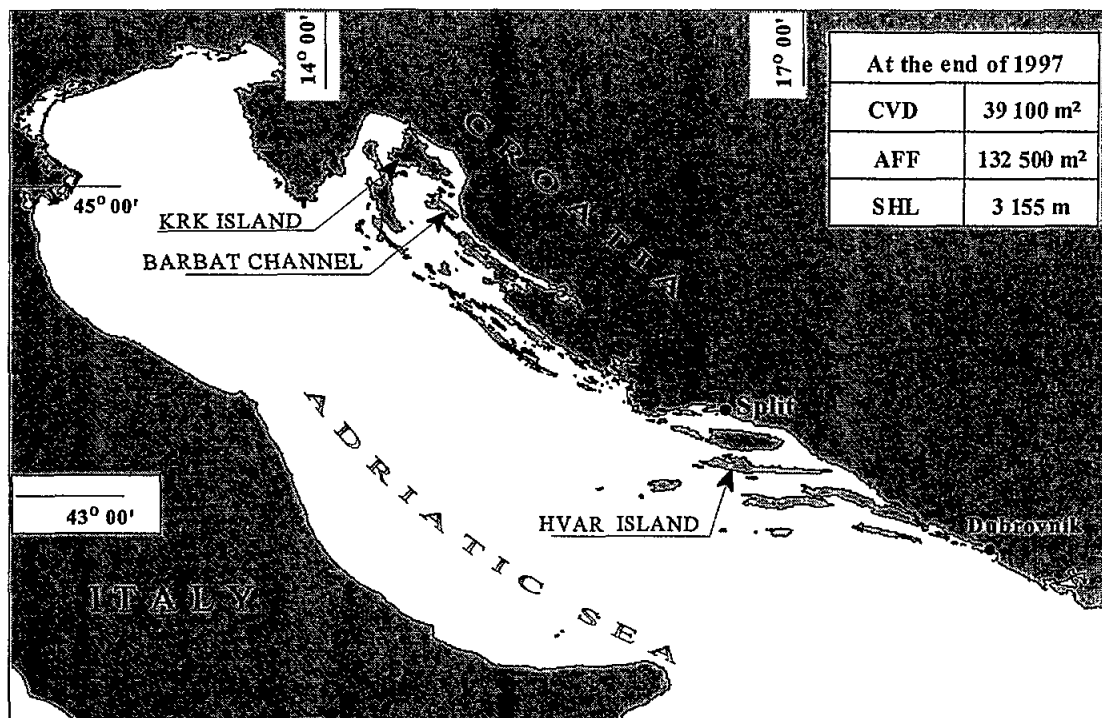 14° 00'
17° 00'
At the end of 1997
CVD 39 100 m²
AFF 132 500 m²
SHL 3 155 m
CROATIA
45° 00'
KRK ISLAND
BARBAT CHANNEL
Split
ADRIATIC SEA
43° 00'
HVAR ISLAND
Dubrovnik
ITALY